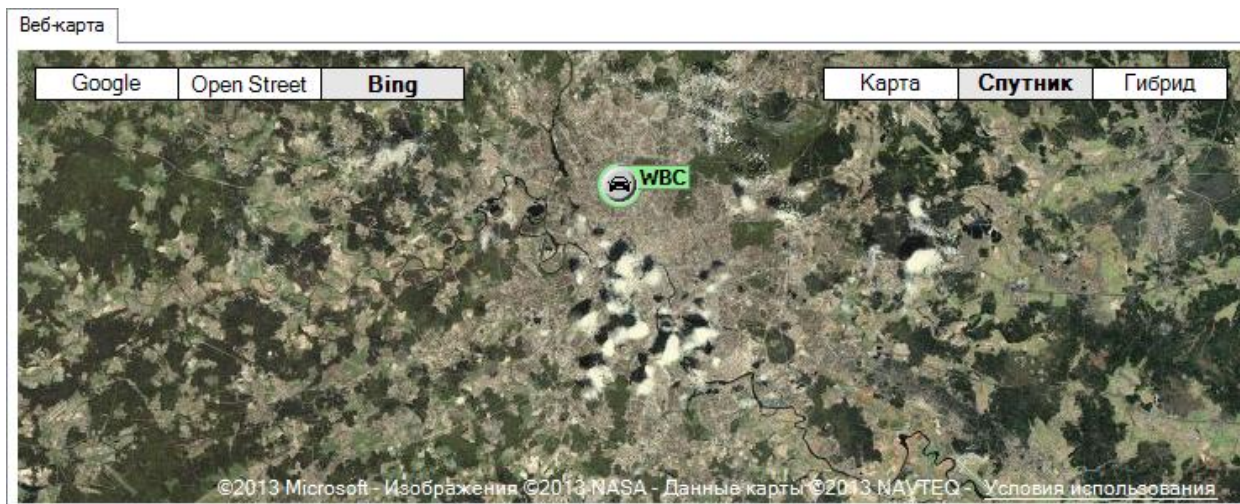 Веб-карта
Google Open Street Bing Карта Спутник Гибрид
WBC
©2013 Microsoft - Изображения ©2013 NASA - Данные карты ©2013 NAVTEQ - Условия использования